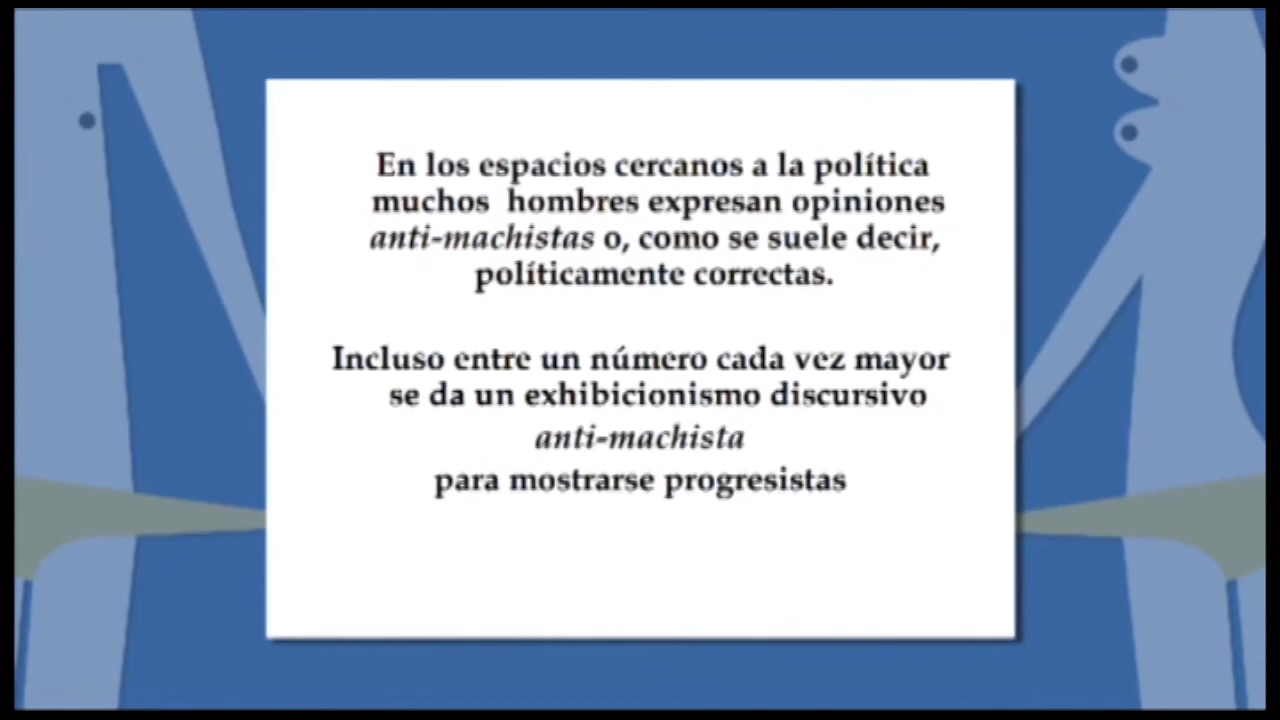 En los espacios cercanos a la política
muchos hombres expresan opiniones
anti-machistas o, como se suele decir,
políticamente correctas.
Incluso entre un número cada vez mayor
se da un exhibicionismo discursivo
anti-machista
para mostrarse progresistas